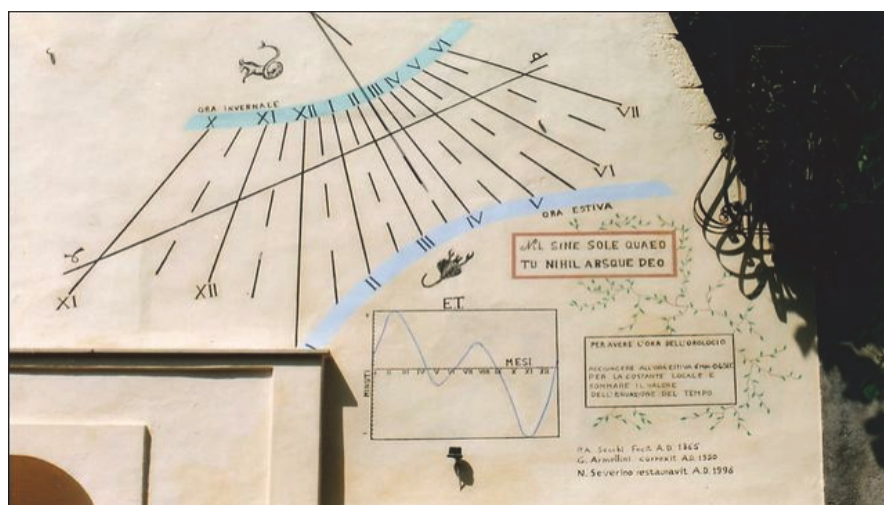 ORA INVERNALE
X XI XII I II III IV V VI
VII
VI
ORA ESTIVA
V
IV
III
II
I
XII
XI
NIL SINE SOLE QUAED
TU NIHIL ABSQUE DEO
E.T.
MESI
MINUTI
PER AVERE L'ORA DELL'OROLOGIO
AGGIUNGERE ALL'ORA ESTIVA
PER LA COSTANTE LOCALE E
SOMMARE IL VALORE
DELL'EQUAZIONE DEL TEMPO
P.A. Secchi Fecit A.D. 1865
G. Armellini correxit A.D. 1920
N. Severino restauravit A.D. 1996